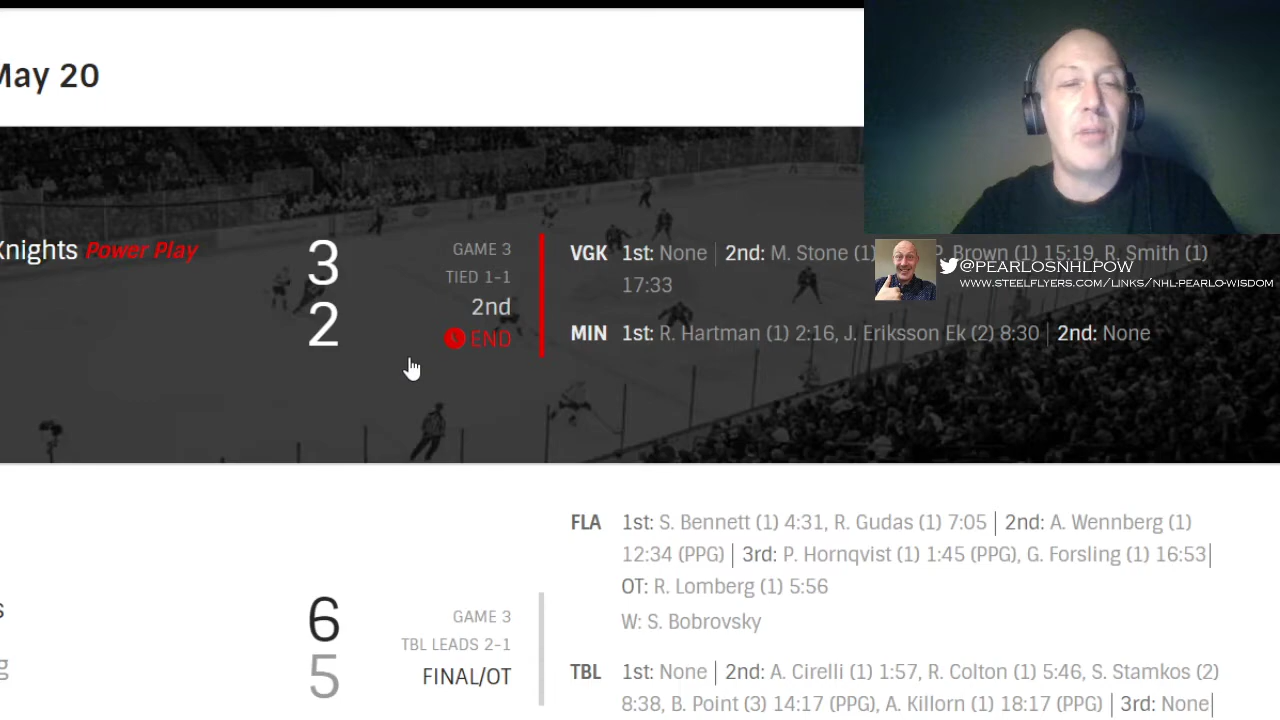 May 20
Knights Power Play
3
2
GAME 3
TIED 1-1
2nd
END
VGK 1st: None | 2nd: M. Stone (1) P. Brown (1) 15:19, R. Smith (1)
17:33
MIN 1st: R. Hartman (1) 2:16, J. Eriksson Ek (2) 8:30 | 2nd: None
@PEARLOSNHLPOW
WWW.STEELFLYERS.COM/LINKS/NHL-PEARLO-WISDOM
6
5
GAME 3
TBL LEADS 2-1
FINAL/OT
FLA 1st: S. Bennett (1) 4:31, R. Gudas (1) 7:05 | 2nd: A. Wennberg (1)
12:34 (PPG) | 3rd: P. Hornqvist (1) 1:45 (PPG), G. Forsling (1) 16:53|
OT: R. Lomberg (1) 5:56
W: S. Bobrovsky
TBL 1st: None | 2nd: A. Cirelli (1) 1:57, R. Colton (1) 5:46, S. Stamkos (2)
8:38, B. Point (3) 14:17 (PPG), A. Killorn (1) 18:17 (PPG) | 3rd: None|